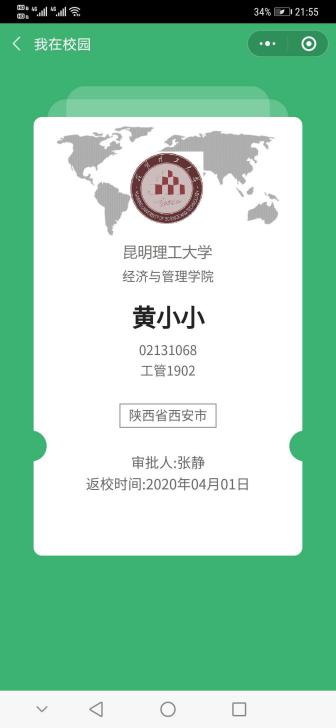 34% 21:55
我在校园
昆明理工大学
经济与管理学院
黄小小
02131068
工管1902
陕西省西安市
审批人:张静
返校时间:2020年04月01日